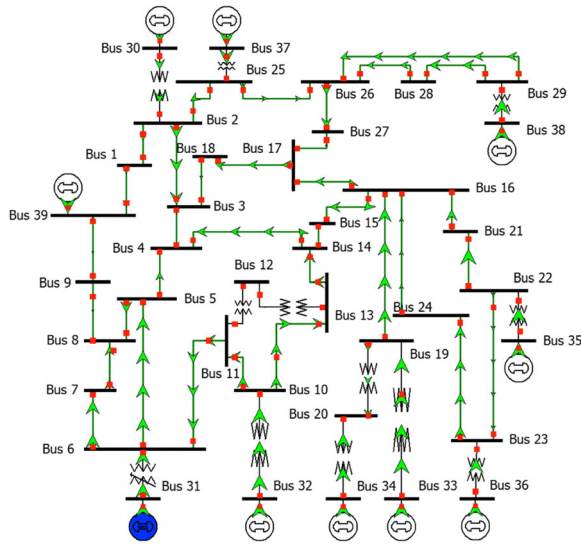 Bus 30
Bus 37
Bus 25
Bus 26
Bus 28
Bus 29
Bus 2
Bus 27
Bus 38
Bus 18
Bus 17
Bus 1
Bus 16
Bus 39
Bus 3
Bus 15
Bus 4
Bus 14
Bus 21
Bus 12
Bus 9
Bus 5
Bus 22
Bus 13
Bus 24
Bus 8
Bus 35
Bus 19
Bus 11
Bus 7
Bus 10
Bus 20
Bus 6
Bus 23
Bus 31
Bus 32
Bus 34
Bus 33
Bus 36